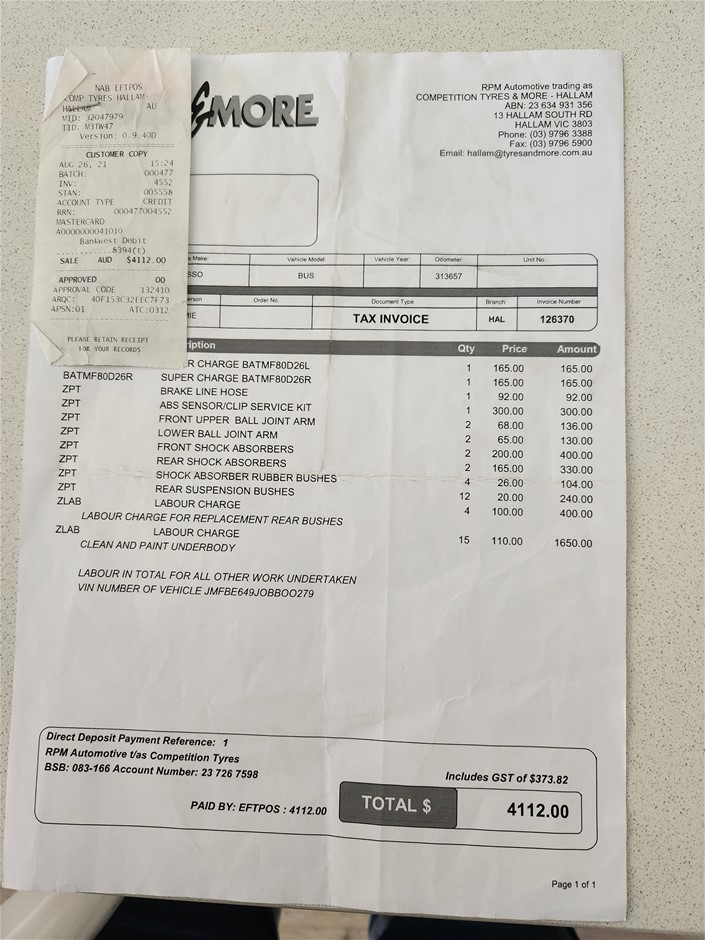 NAB EFTPOS
COMP TYRES HALLAM
HALLAM AU
MID: 32047979
TID: M3TW47
Version: 0.9.40D
CUSTOMER COPY
AUG 26, 21 15:24
BATCH: 000477
INV: 4552
STAN: 005558
ACCOUNT TYPE CREDIT
RRN: 000477004552
MASTERCARD
A0000000041010
Bankwest Debit
............8394(t)
SALE AUD $4112.00
APPROVED 00
APPROVAL CODE 132410
ARQC: 40F153C32EEC7F73
APSN:01 ATC:0312
PLEASE RETAIN RECEIPT
FOR YOUR RECORDS
&MORE
RPM Automotive trading as
COMPETITION TYRES & MORE - HALLAM
ABN: 23 634 931 356
13 HALLAM SOUTH RD
HALLAM VIC 3803
Phone: (03) 9796 3388
Fax: (03) 9796 5900
Email: hallam@tyresandmore.com.au
Make: Vehicle Model: Vehicle Year: Odometer: Unit No:
SSO BUS 313657
erson Order No. Document Type Branch Invoice Number
MIE TAX INVOICE HAL 126370
ription Qty Price Amount
R CHARGE BATMF80D26L 1 165.00 165.00
BATMF80D26R SUPER CHARGE BATMF80D26R 1 165.00 165.00
ZPT BRAKE LINE HOSE 1 92.00 92.00
ZPT ABS SENSOR/CLIP SERVICE KIT 1 300.00 300.00
ZPT FRONT UPPER BALL JOINT ARM 2 68.00 136.00
ZPT LOWER BALL JOINT ARM 2 65.00 130.00
ZPT FRONT SHOCK ABSORBERS 2 200.00 400.00
ZPT REAR SHOCK ABSORBERS 2 165.00 330.00
ZPT SHOCK ABSORBER RUBBER BUSHES 4 26.00 104.00
ZPT REAR SUSPENSION BUSHES 12 20.00 240.00
ZLAB LABOUR CHARGE 4 100.00 400.00
LABOUR CHARGE FOR REPLACEMENT REAR BUSHES
ZLAB LABOUR CHARGE 15 110.00 1650.00
CLEAN AND PAINT UNDERBODY
LABOUR IN TOTAL FOR ALL OTHER WORK UNDERTAKEN
VIN NUMBER OF VEHICLE JMFBE649JOBBOO279
Direct Deposit Payment Reference: 1
RPM Automotive t/as Competition Tyres
BSB: 083-166 Account Number: 23 726 7598
Includes GST of $373.82
PAID BY: EFTPOS : 4112.00
TOTAL $ 4112.00
Page 1 of 1